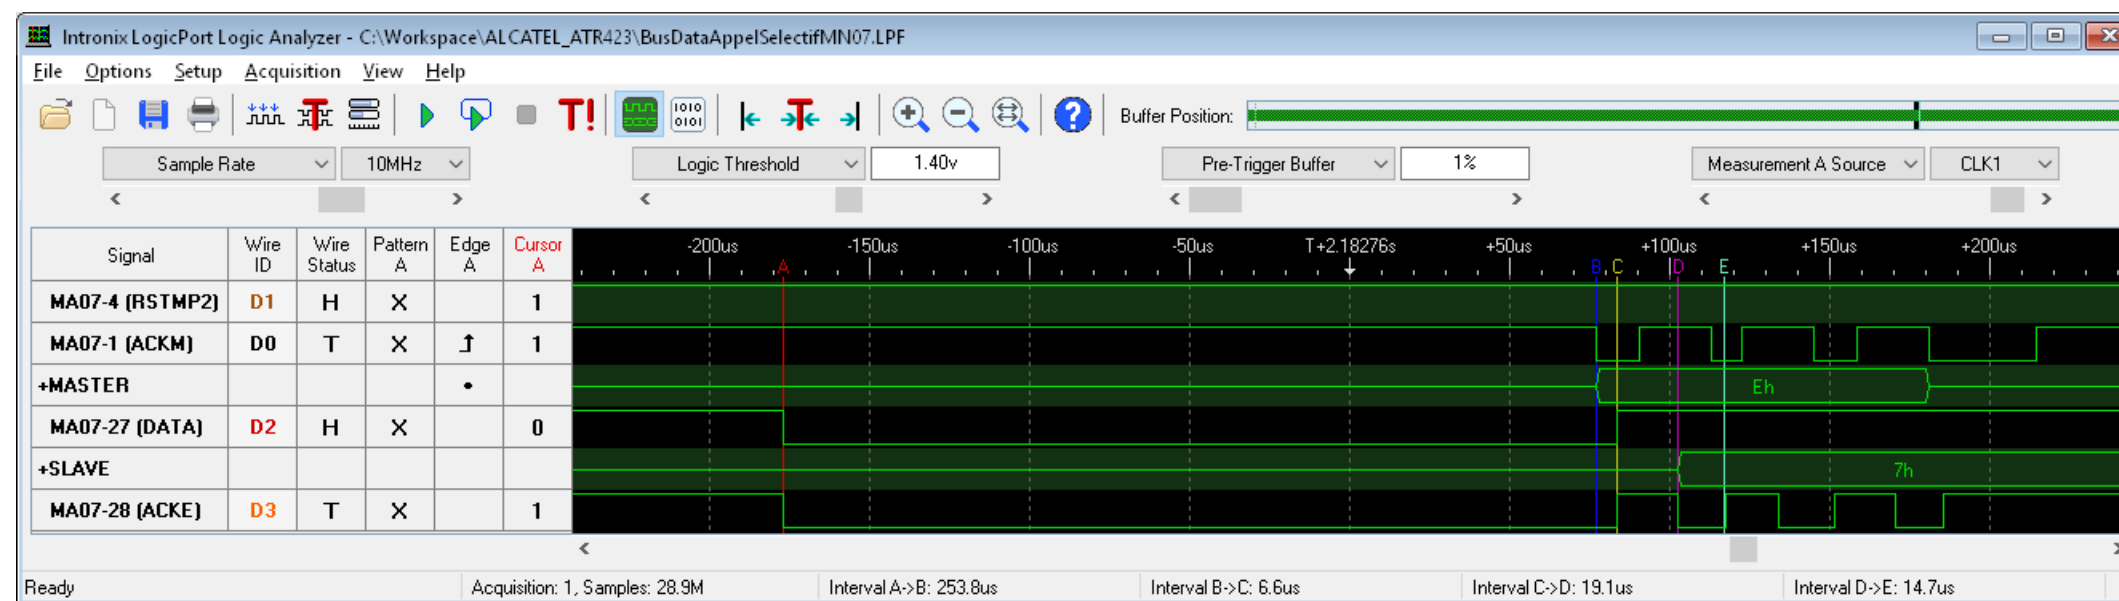 Intronix LogicPort Logic Analyzer - C:\Workspace\ALCATEL_ATR423\BusDataAppelSelectifMN07.LPF
File Options Setup Acquisition View Help
T! 1010 0101 ? Buffer Position:
Sample Rate 10MHz Logic Threshold 1.40v Pre-Trigger Buffer 1% Measurement A Source CLK1
Signal Wire ID Wire Status Pattern A Edge A Cursor A -200us -150us -100us -50us T+2.18276s +50us +100us +150us +200us
A B C D E
MA07-4 (RSTMP2) D1 H X 1
MA07-1 (ACKM) D0 T X 1
+MASTER Eh
MA07-27 (DATA) D2 H X 0
+SLAVE 7h
MA07-28 (ACKE) D3 T X 1
Ready Acquisition: 1, Samples: 28.9M Interval A->B: 253.8us Interval B->C: 6.6us Interval C->D: 19.1us Interval D->E: 14.7us